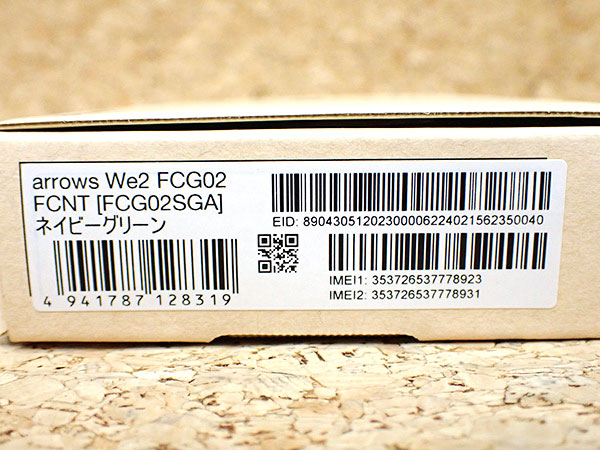 arrows We2 FCG02
FCNT [FCG02SGA]
ネイビーグリーン
4 941787 128319
EID: 89043051202300006224021562350040
IMEI1: 353726537778923
IMEI2: 353726537778931